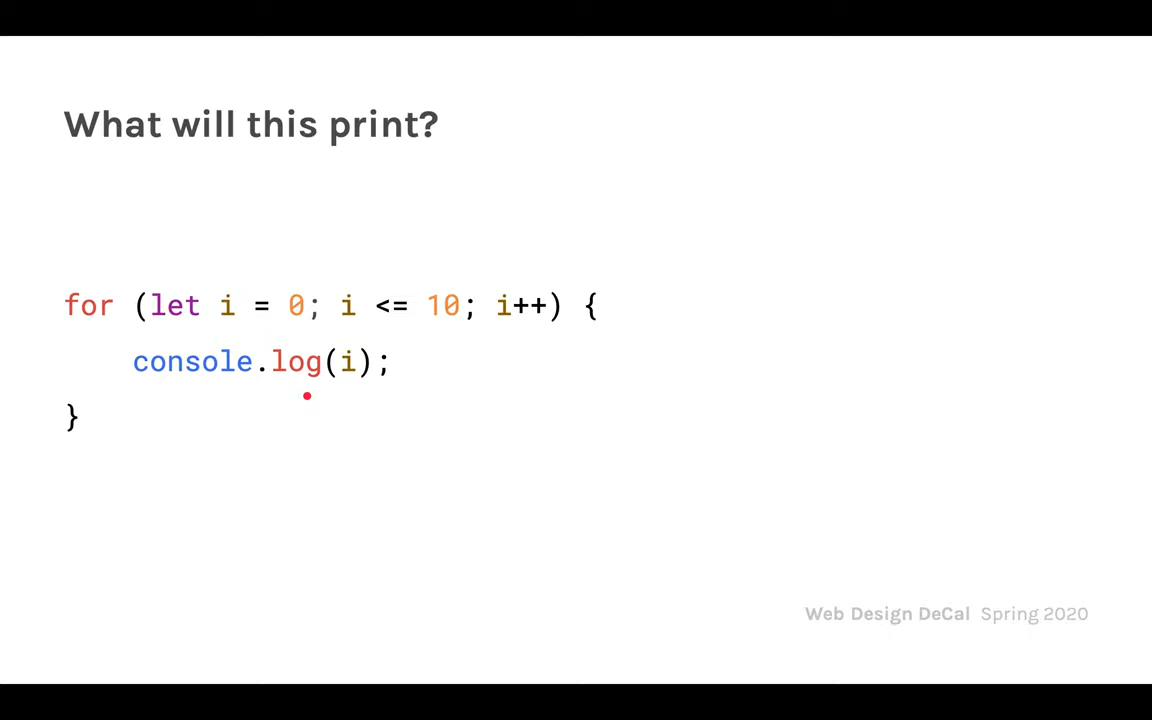 What will this print?
for (let i = 0; i <= 10; i++) {
console.log(i);
}
Web Design DeCal Spring 2020